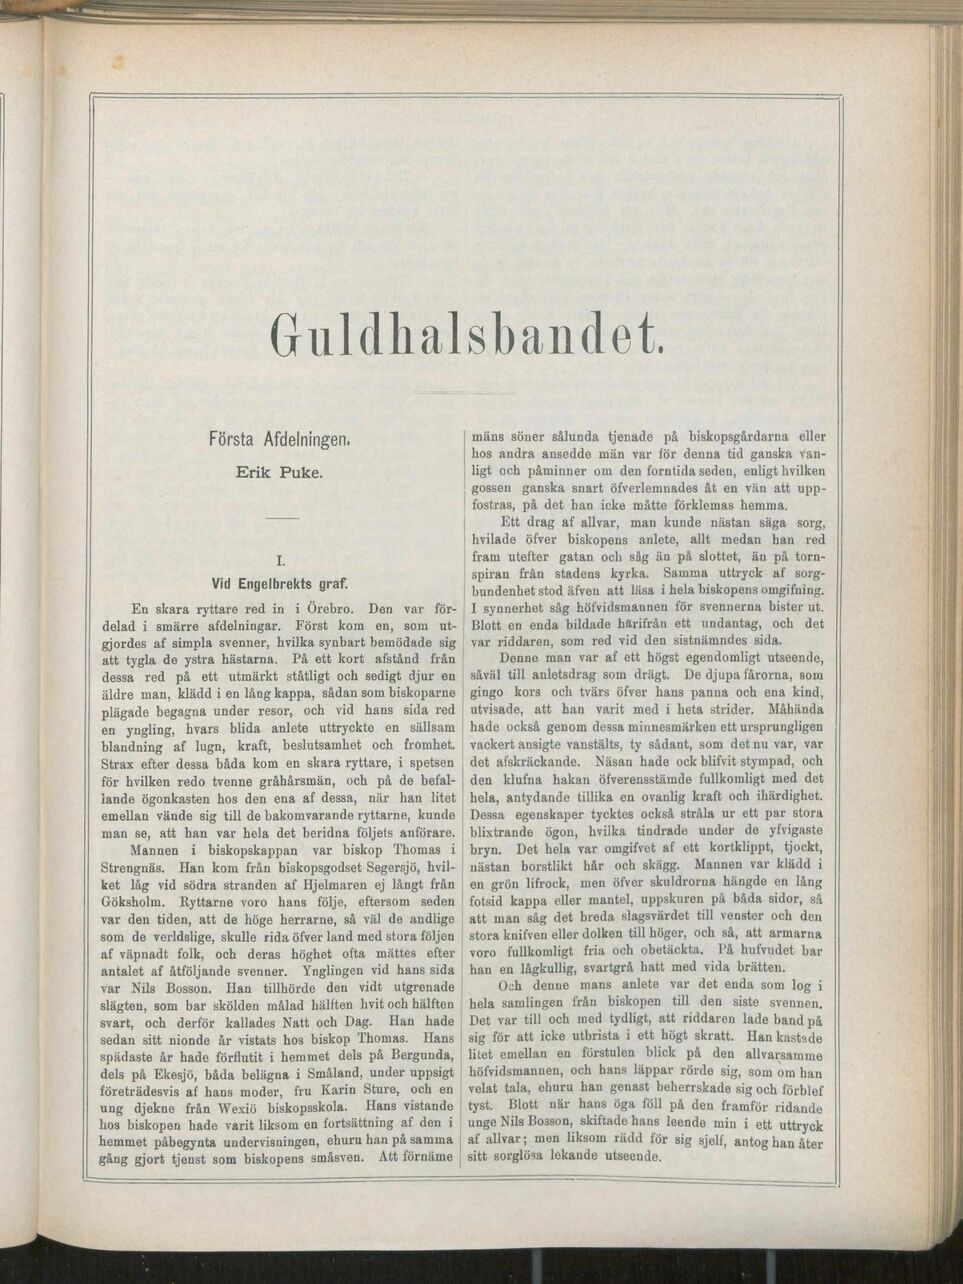 Guldhalsbandet.
Första Afdelningen.
Erik Puke.
I.
Vid Engelbrekts graf.
En skara ryttare red in i Örebro. Den var för-
delad i smärre afdelningar. Först kom en, som ut-
gjordes af simpla svenner, hvilka synbart bemödade sig
att tygla de ystra hästarna. På ett kort afstånd från
dessa red på ett utmärkt ståtligt och sedigt djur en
äldre man, klädd i en lång kappa, sådan som biskoparne
plägade begagna under resor, och vid hans sida red
en yngling, hvars blida anlete uttryckte en sällsam
blandning af lugn, kraft, beslutsamhet och fromhet.
Strax efter dessa båda kom en skara ryttare, i spetsen
för hvilken redo tvenne gråhårsmän, och på de befal-
lande ögonkasten hos den ena af dessa, när han litet
emellan vände sig till de bakomvarande ryttarne, kunde
man se, att han var hela det beridna följets anförare.
Mannen i biskopskappan var biskop Thomas i
Strengnäs. Han kom från biskopsgodset Segersjö, hvil-
ket låg vid södra stranden af Hjelmaren ej långt från
Göksholm. Ryttarne voro hans följe, eftersom seden
var den tiden, att de höge herrarne, så väl de andlige
som de verldslige, skulle rida öfver land med stora följen
af väpnadt folk, och deras höghet ofta mättes efter
antalet af åtföljande svenner. Ynglingen vid hans sida
var Nils Bosson. Han tillhörde den vidt utgrenade
slägten, som bar skölden målad hälften hvit och hälften
svart, och derför kallades Natt och Dag. Han hade
sedan sitt nionde år vistats hos biskop Thomas. Hans
spädaste år hade förflutit i hemmet dels på Bergunda,
dels på Ekesjö, båda belägna i Småland, under uppsigt
företrädesvis af hans moder, fru Karin Sture, och en
ung djekne från Wexiö biskopsskola. Hans vistande
hos biskopen hade varit liksom en fortsättning af den i
hemmet påbegynta undervisningen, ehuru han på samma
gång gjort tjenst som biskopens småsven. Att förnäme
mäns söner sålunda tjenade på biskopsgårdarna eller
hos andra ansedde män var för denna tid ganska van-
ligt och påminner om den forntida seden, enligt hvilken
gossen ganska snart öfverlemnades åt en vän att upp-
fostras, på det han icke måtte förklemas hemma.
Ett drag af allvar, man kunde nästan säga sorg,
hvilade öfver biskopens anlete, allt medan han red
fram utefter gatan och såg än på slottet, än på torn-
spiran från stadens kyrka. Samma uttryck af sorg-
bundenhet stod äfven att läsa i hela biskopens omgifning.
I synnerhet såg höfvidsmannen för svennerna bister ut.
Blott en enda bildade härifrån ett undantag, och det
var riddaren, som red vid den sistnämndes sida.
Denne man var af ett högst egendomligt utseende,
såväl till anletsdrag som drägt. De djupa fårorna, som
gingo kors och tvärs öfver hans panna och ena kind,
utvisade, att han varit med i heta strider. Måhända
hade också genom dessa minnesmärken ett ursprungligen
vackert ansigte vanstälts, ty sådant, som det nu var, var
det afskräckande. Näsan hade ock blifvit stympad, och
den klufna hakan öfverensstämde fullkomligt med det
hela, antydande tillika en ovanlig kraft och ihärdighet.
Dessa egenskaper tycktes också stråla ur ett par stora
blixtrande ögon, hvilka tindrade under de yfvigaste
bryn. Det hela var omgifvet af ett kortklippt, tjockt,
nästan borstlikt hår och skägg. Mannen var klädd i
en grön lifrock, men öfver skuldrorna hängde en lång
fotsid kappa eller mantel, uppskuren på båda sidor, så
att man såg det breda slagsvärdet till venster och den
stora knifven eller dolken till höger, och så, att armarna
voro fullkomligt fria och obetäckta. På hufvudet bar
han en lågkullig, svartgrå hatt med vida brätten.
Och denne mans anlete var det enda som log i
hela samlingen från biskopen till den siste svennen.
Det var till och med tydligt, att riddaren lade band på
sig för att icke utbrista i ett högt skratt. Han kastade
litet emellan en förstulen blick på den allvarsamme
höfvidsmannen, och hans läppar rörde sig, som om han
velat tala, ehuru han genast beherrskade sig och förblef
tyst. Blott när hans öga föll på den framför ridande
unge Nils Bosson, skiftade hans leende min i ett uttryck
af allvar; men liksom rädd för sig sjelf, antog han åter
sitt sorglösa lekande utseende.